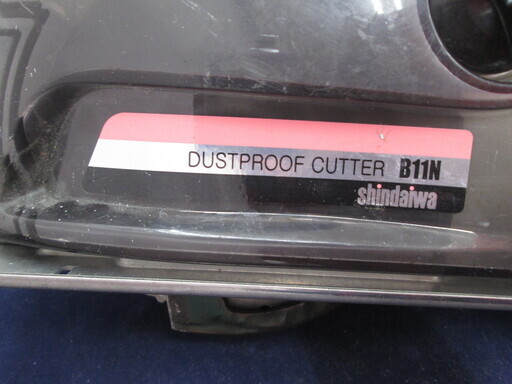 DUSTPROOF CUTTER B11N
shindaiwa